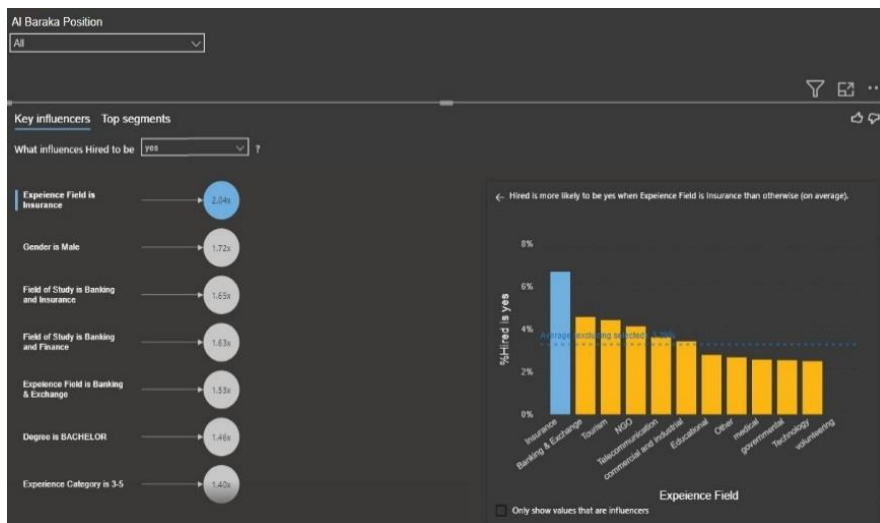 Al Baraka Position
All
Key influencers Top segments
What influences Hired to be yes ?
Expeience Field is
Insurance
2.04x
Gender is Male
1.72x
Field of Study is Banking
and Insurance
1.65x
Field of Study is Banking
and Finance
1.63x
Expeience Field is Banking
& Exchange
1.53x
Degree is BACHELOR
1.46x
Experience Category is 3-5
1.40x
← Hired is more likely to be yes when Expeience Field is Insurance than otherwise (on average).
%Hired is yes
8%
6%
4%
2%
0%
Average (excluding selected): 3.29%
Insurance
Banking & Exchange
Tourism
NGO
Telecommunication
commercial and industrial
Educational
Other
medical
governmental
Technology
volunteering
Expeience Field
Only show values that are influencers